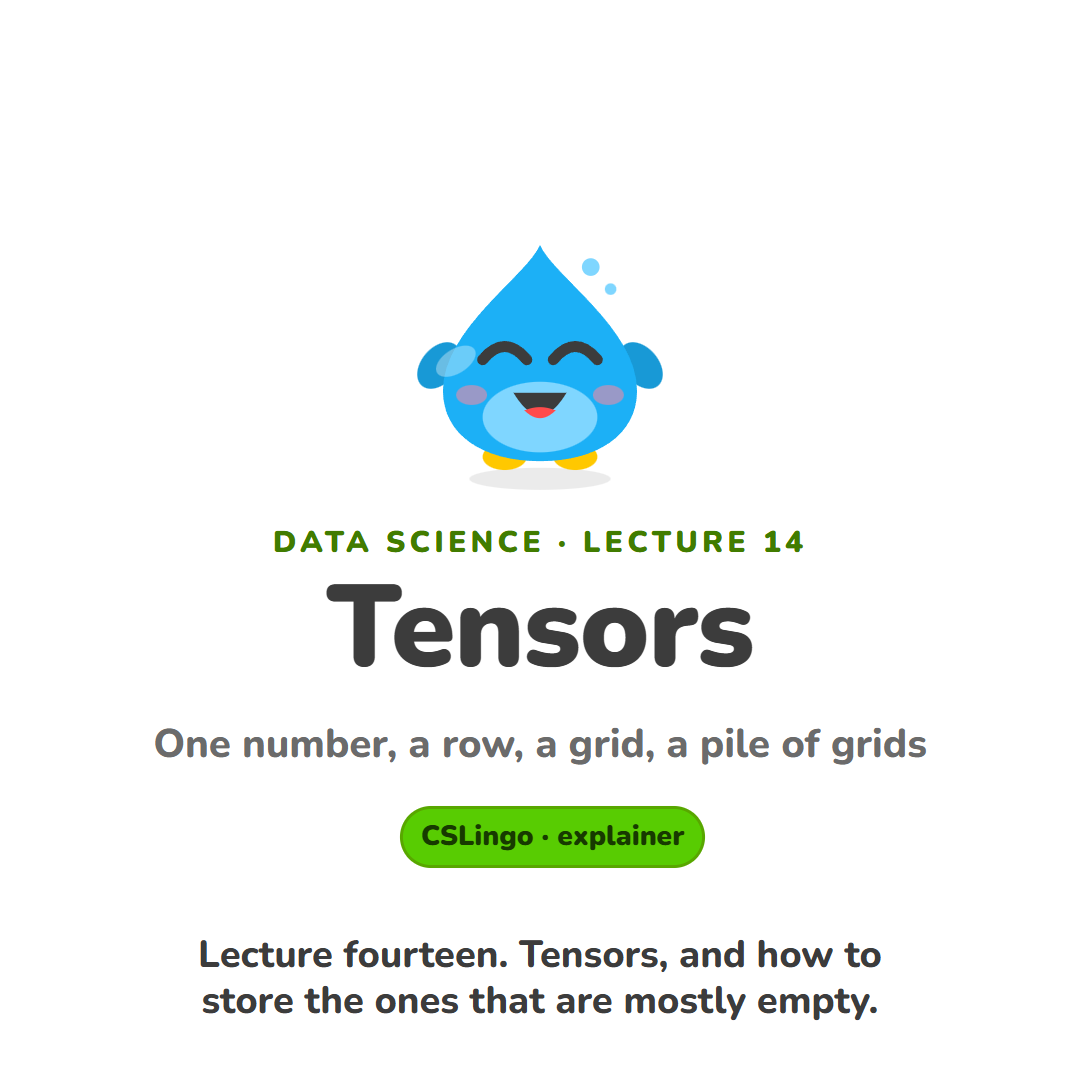 DATA SCIENCE · LECTURE 14
Tensors
One number, a row, a grid, a pile of grids
CSLingo · explainer
Lecture fourteen. Tensors, and how to
store the ones that are mostly empty.